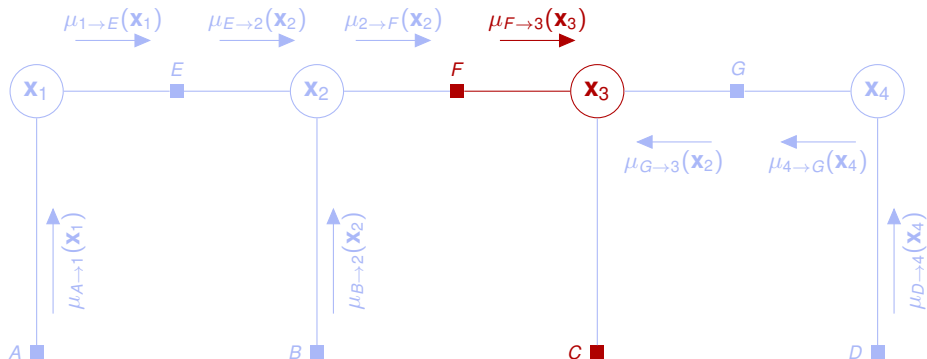 μ1→E(x1) μE→2(x2) μ2→F(x2) μF→3(x3)
E F G
x1 x2 x3 x4
μG→3(x2) μ4→G(x4)
μA→1(x1) μB→2(x2) μD→4(x4)
A B C D